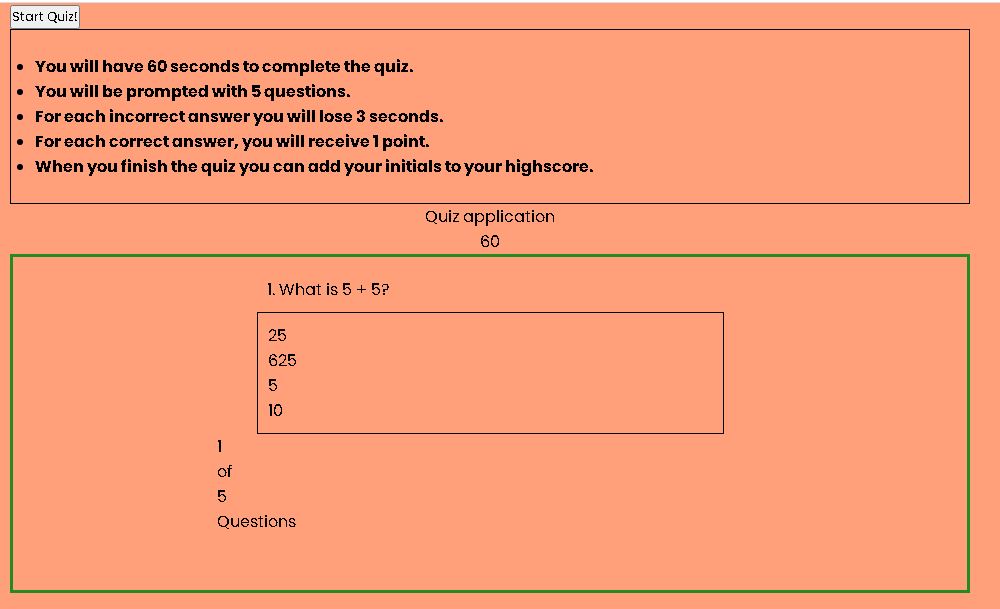 Start Quiz!
You will have 60 seconds to complete the quiz.
You will be prompted with 5 questions.
For each incorrect answer you will lose 3 seconds.
For each correct answer, you will receive 1 point.
When you finish the quiz you can add your initials to your highscore.
Quiz application
60
1. What is 5 + 5?
25
625
5
10
1
of
5
Questions